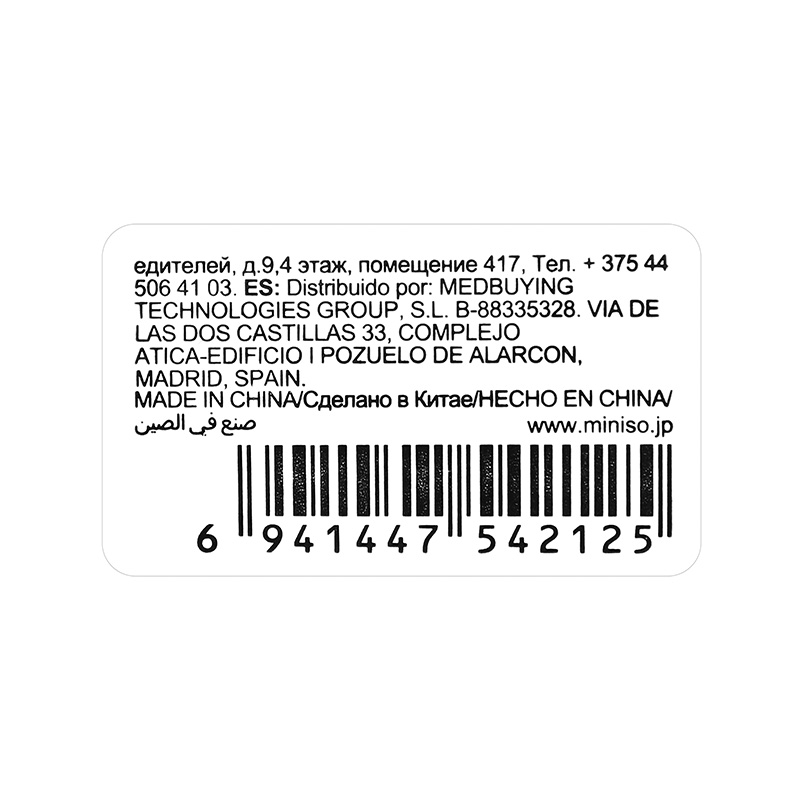 едителей, д.9,4 этаж, помещение 417, Тел. + 375 44
506 41 03. ES: Distribuido por: MEDBUYING
TECHNOLOGIES GROUP, S.L. B-88335328. VIA DE
LAS DOS CASTILLAS 33, COMPLEJO
ATICA-EDIFICIO I POZUELO DE ALARCON,
MADRID, SPAIN.
MADE IN CHINA/Сделано в Китае/HECHO EN CHINA/
صنع في الصين www.miniso.jp
6 941447 542125